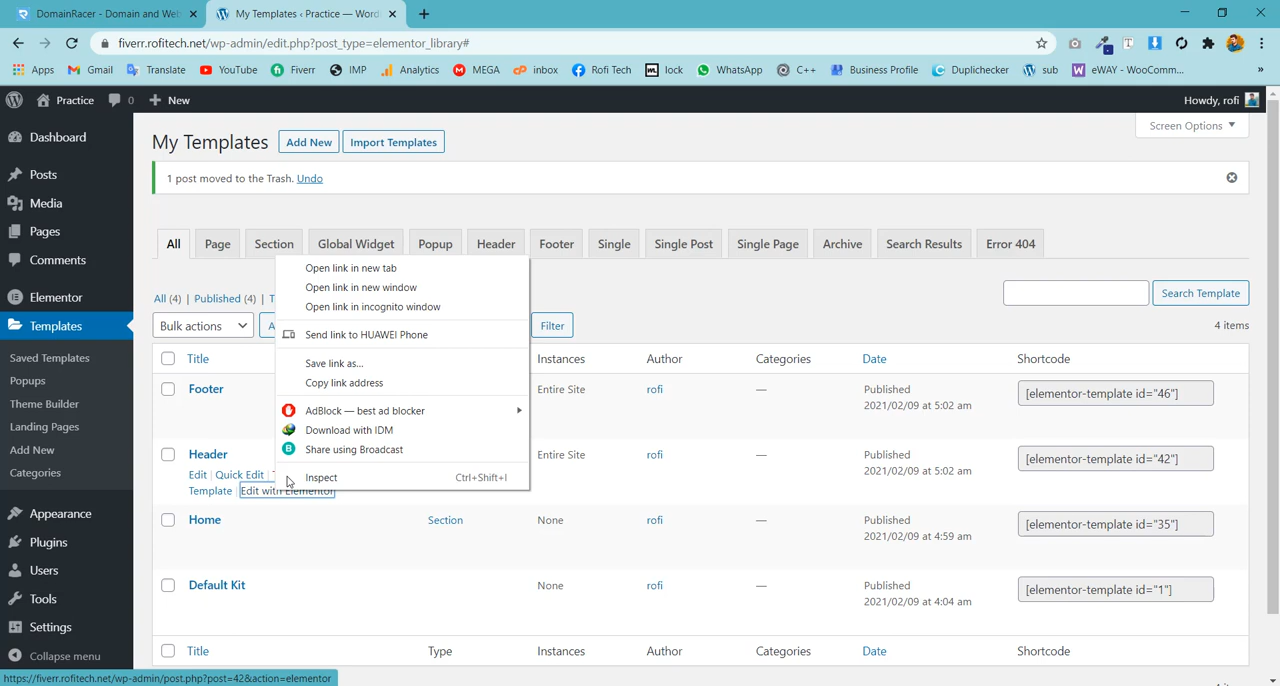 DomainRacer - Domain and Web
My Templates ‹ Practice — Word
fiverr.rofitech.net/wp-admin/edit.php?post_type=elementor_library#
Apps
Gmail
Translate
YouTube
Fiverr
IMP
Analytics
MEGA
inbox
Rofi Tech
lock
WhatsApp
C++
Business Profile
Duplichecker
sub
eWAY - WooComm...
»
Practice
0
New
Howdy, rofi
Dashboard
Posts
Media
Pages
Comments
Elementor
Templates
Saved Templates
Popups
Theme Builder
Landing Pages
Add New
Categories
Appearance
Plugins
Users
Tools
Settings
Collapse menu
My Templates
Add New
Import Templates
Screen Options
1 post moved to the Trash. Undo
All
Page
Section
Global Widget
Popup
Header
Footer
Single
Single Post
Single Page
Archive
Search Results
Error 404
All (4) | Published (4) | T
Search Template
Bulk actions
A
Filter
4 items
Open link in new tab
Open link in new window
Open link in incognito window
Send link to HUAWEI Phone
Save link as...
Copy link address
AdBlock — best ad blocker
Download with IDM
Share using Broadcast
Inspect Ctrl+Shift+I
Title Instances Author Categories Date Shortcode
Footer Entire Site rofi — Published
2021/02/09 at 5:02 am
[elementor-template id="46"]
Header Entire Site rofi — Published
2021/02/09 at 5:02 am
[elementor-template id="42"]
Edit | Quick Edit | T
Template | Edit with Elementor
Home Section None rofi — Published
2021/02/09 at 4:59 am
[elementor-template id="35"]
Default Kit None rofi — Published
2021/02/09 at 4:04 am
[elementor-template id="1"]
Title Type Instances Author Categories Date Shortcode
https://fiverr.rofitech.net/wp-admin/post.php?post=42&action=elementor